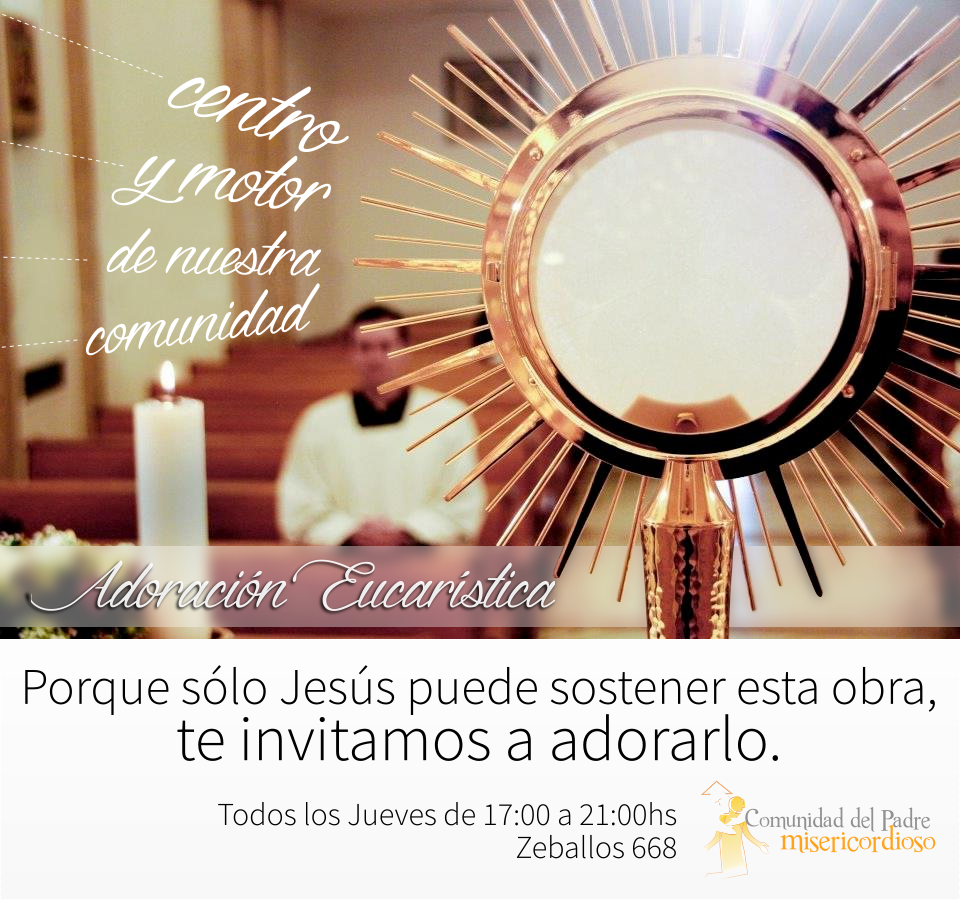 centro
y motor
de nuestra
comunidad
Adoración Eucarística
Porque sólo Jesús puede sostener esta obra,
te invitamos a adorarlo.
Todos los Jueves de 17:00 a 21:00hs
Zeballos 668
Comunidad del Padre
misericordioso